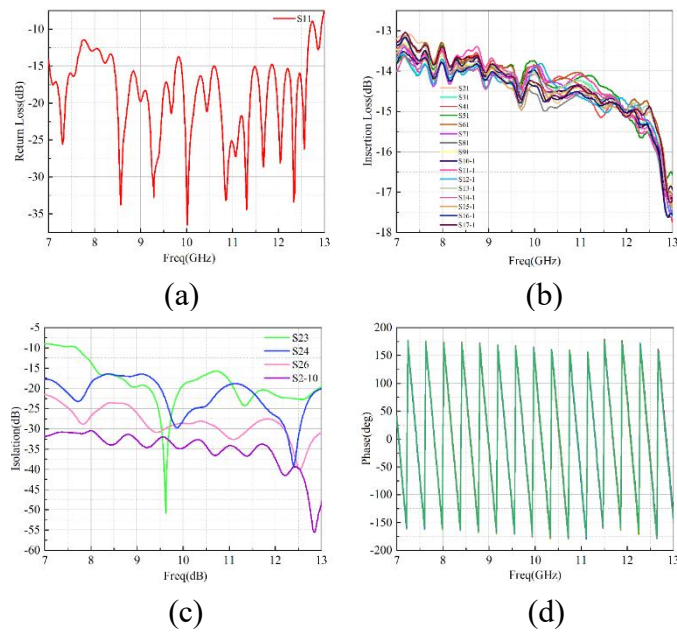 S11
-10
-15
-20
-25
-30
-35
Return Loss(dB)
7 8 9 10 11 12 13
Freq(GHz)
(a)
-13
-14
-15
-16
-17
-18
Insertion Loss(dB)
S21
S31
S41
S51
S61
S71
S81
S91
S10-1
S11-1
S12-1
S13-1
S14-1
S15-1
S16-1
S17-1
7 8 9 10 11 12 13
Freq(GHz)
(b)
-5
-10
-15
-20
-25
-30
-35
-40
-45
-50
-55
-60
Isolation(dB)
S23
S24
S26
S2-10
7 8 9 10 11 12 13
Freq(dB)
(c)
200
150
100
50
0
-50
-100
-150
-200
Phase(deg)
7 8 9 10 11 12 13
Freq(GHz)
(d)